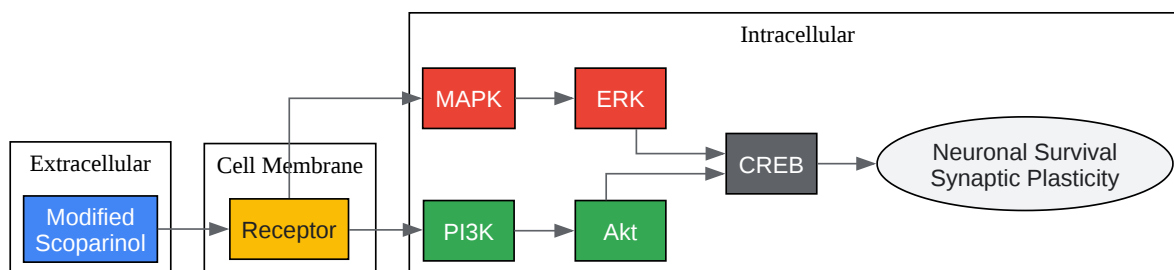 Extracellular
Modified
Scoparinol
Cell Membrane
Receptor
Intracellular
MAPK
ERK
PI3K
Akt
CREB
Neuronal Survival
Synaptic Plasticity